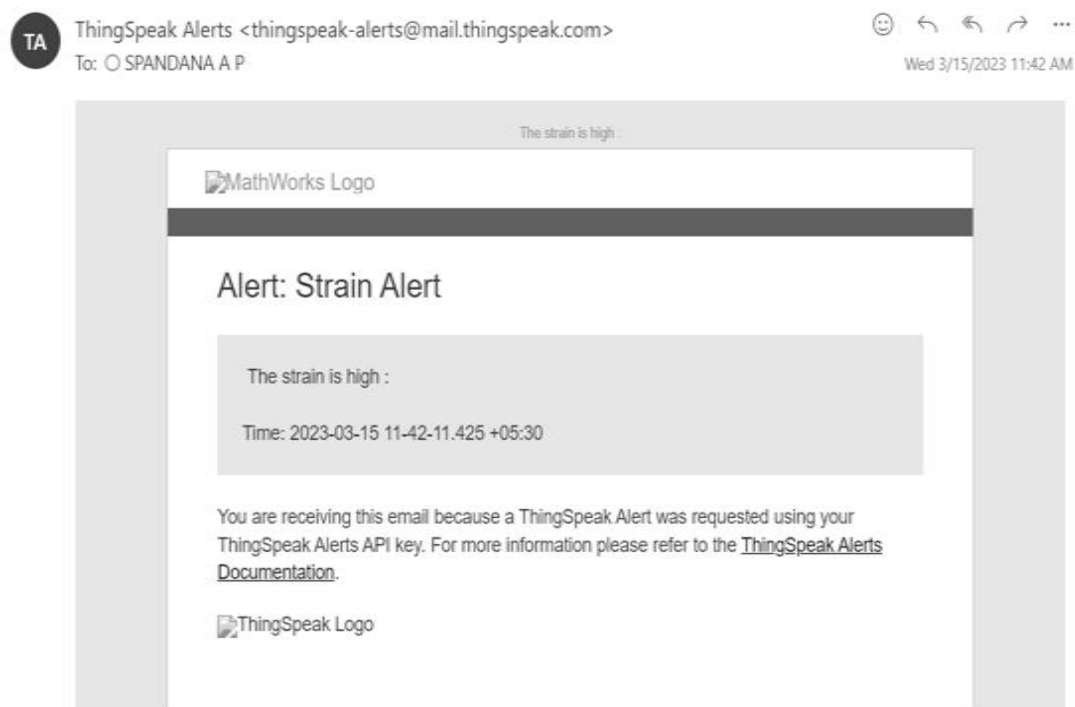 TA
ThingSpeak Alerts <thingspeak-alerts@mail.thingspeak.com>
To: SPANDANA A P
Wed 3/15/2023 11:42 AM
The strain is high :
MathWorks Logo
Alert: Strain Alert
The strain is high :
Time: 2023-03-15 11-42-11.425 +05:30
You are receiving this email because a ThingSpeak Alert was requested using your
ThingSpeak Alerts API key. For more information please refer to the ThingSpeak Alerts
Documentation.
ThingSpeak Logo